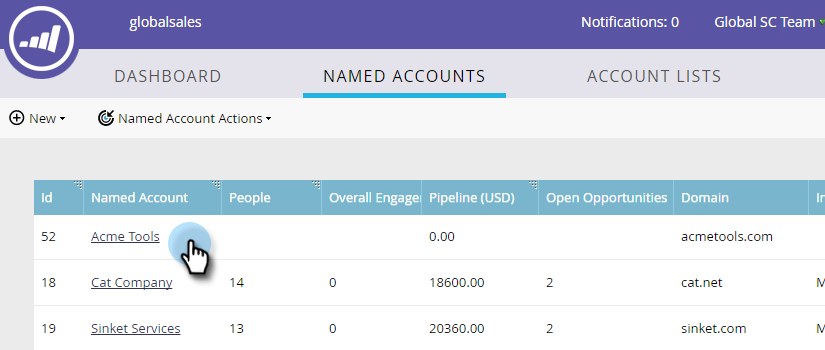 globalsales Notifications: 0 Global SC Team
DASHBOARD NAMED ACCOUNTS ACCOUNT LISTS
New Named Account Actions
Id Named Account People Overall Engage Pipeline (USD) Open Opportunities Domain
52 Acme Tools 0.00 acmetools.com
18 Cat Company 14 0 18600.00 2 cat.net
19 Sinket Services 13 0 20360.00 2 sinket.com